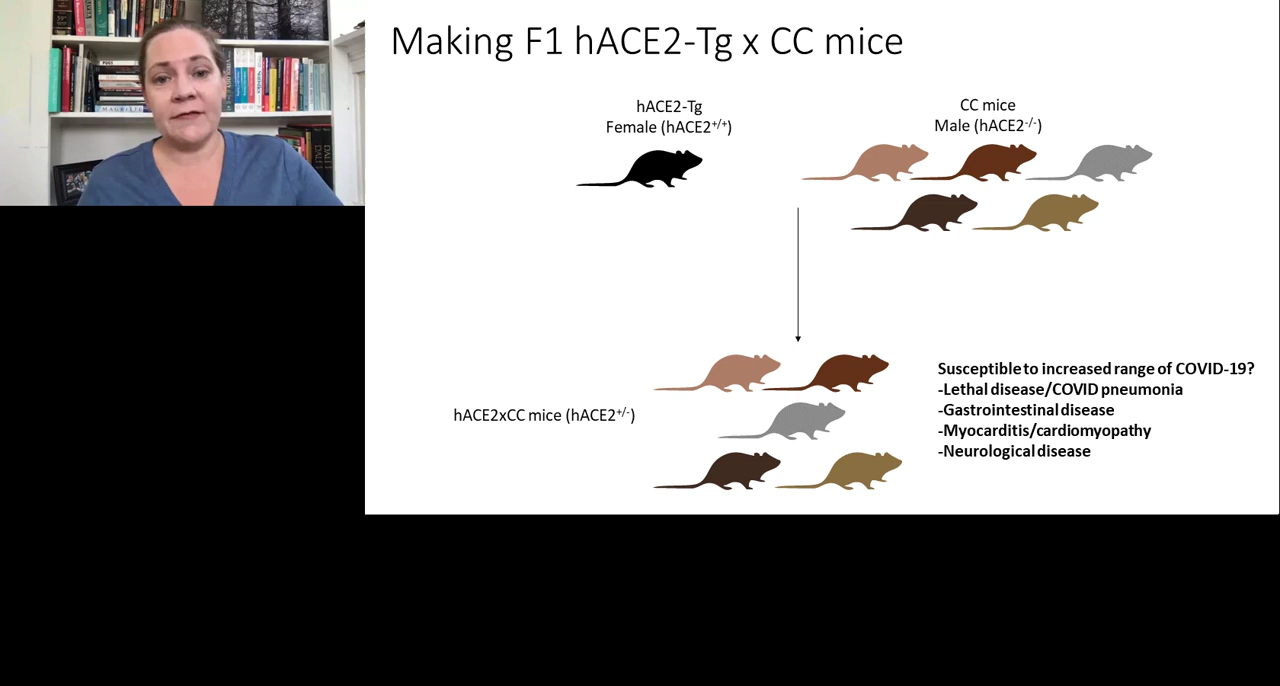 Making F1 hACE2-Tg x CC mice
hACE2-Tg
Female (hACE2+/+)
CC mice
Male (hACE2-/-)
hACE2xCC mice (hACE2+/-)
Susceptible to increased range of COVID-19?
-Lethal disease/COVID pneumonia
-Gastrointestinal disease
-Myocarditis/cardiomyopathy
-Neurological disease